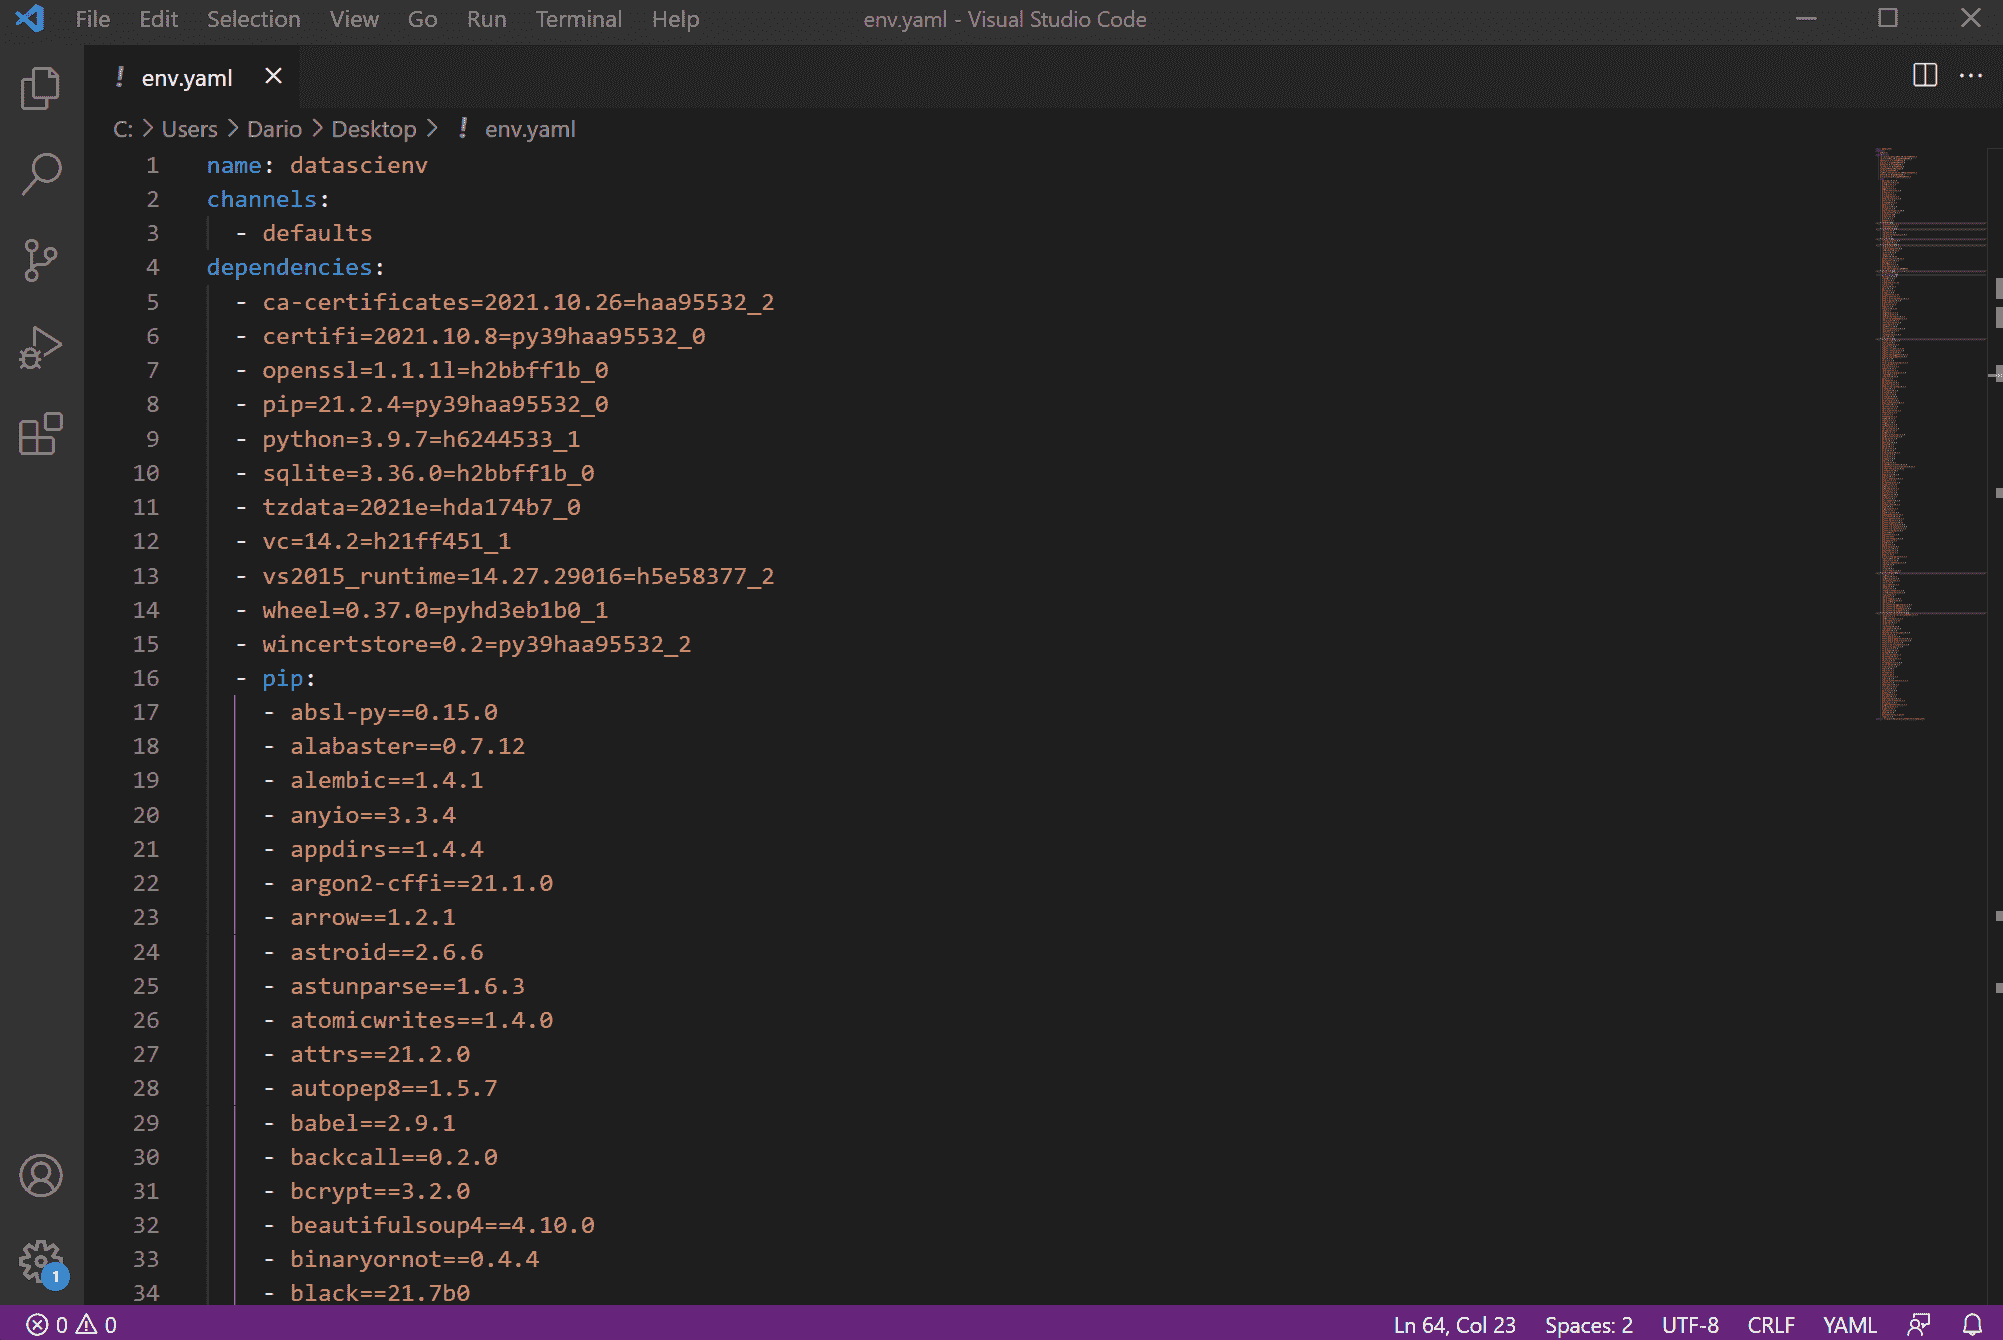 File Edit Selection View Go Run Terminal Help env.yaml - Visual Studio Code
! env.yaml
C: > Users > Dario > Desktop > ! env.yaml
1 name: datascienv
2 channels:
3 - defaults
4 dependencies:
5 - ca-certificates=2021.10.26=haa95532_2
6 - certifi=2021.10.8=py39haa95532_0
7 - openssl=1.1.1l=h2bbff1b_0
8 - pip=21.2.4=py39haa95532_0
9 - python=3.9.7=h6244533_1
10 - sqlite=3.36.0=h2bbff1b_0
11 - tzdata=2021e=hda174b7_0
12 - vc=14.2=h21ff451_1
13 - vs2015_runtime=14.27.29016=h5e58377_2
14 - wheel=0.37.0=pyhd3eb1b0_1
15 - wincertstore=0.2=py39haa95532_2
16 - pip:
17 - absl-py==0.15.0
18 - alabaster==0.7.12
19 - alembic==1.4.1
20 - anyio==3.3.4
21 - appdirs==1.4.4
22 - argon2-cffi==21.1.0
23 - arrow==1.2.1
24 - astroid==2.6.6
25 - astunparse==1.6.3
26 - atomicwrites==1.4.0
27 - attrs==21.2.0
28 - autopep8==1.5.7
29 - babel==2.9.1
30 - backcall==0.2.0
31 - bcrypt==3.2.0
32 - beautifulsoup4==4.10.0
33 - binaryornot==0.4.4
34 - black==21.7b0
1
0 0 Ln 64, Col 23 Spaces: 2 UTF-8 CRLF YAML